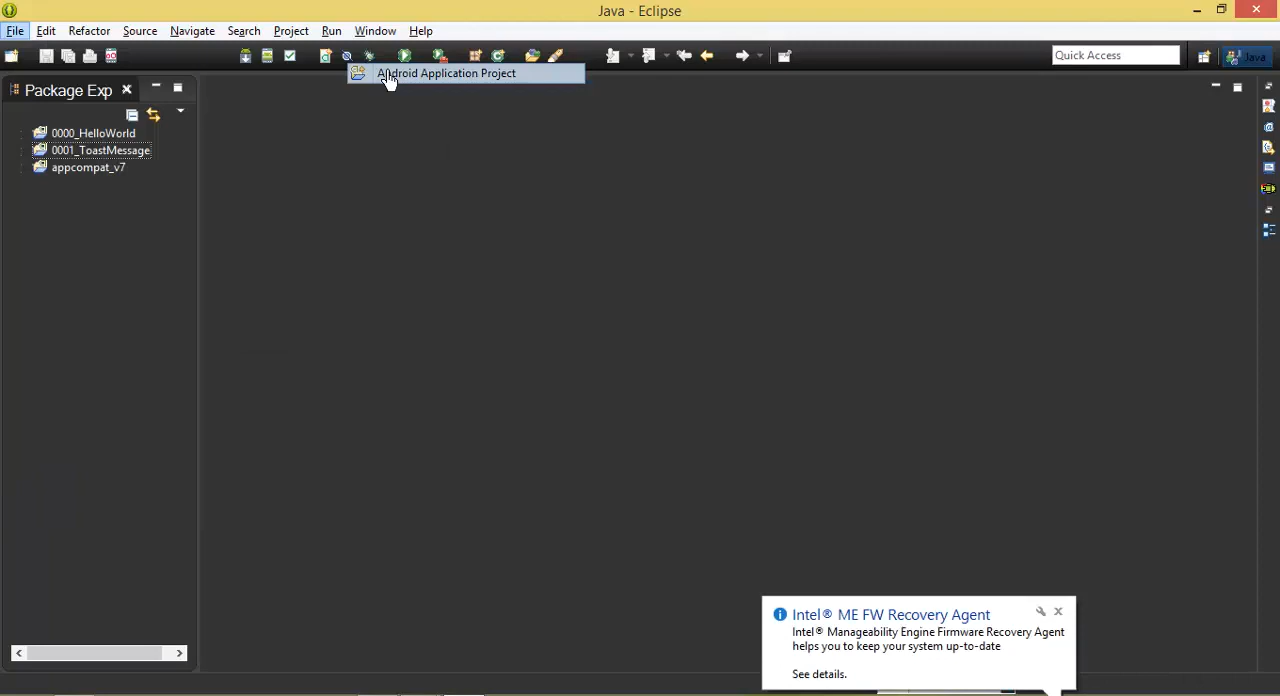 Java - Eclipse
File Edit Refactor Source Navigate Search Project Run Window Help
Quick Access
Java
Android Application Project
Package Exp
0000_HelloWorld
0001_ToastMessage
appcompat_v7
Intel® ME FW Recovery Agent
Intel® Manageability Engine Firmware Recovery Agent
helps you to keep your system up-to-date
See details.